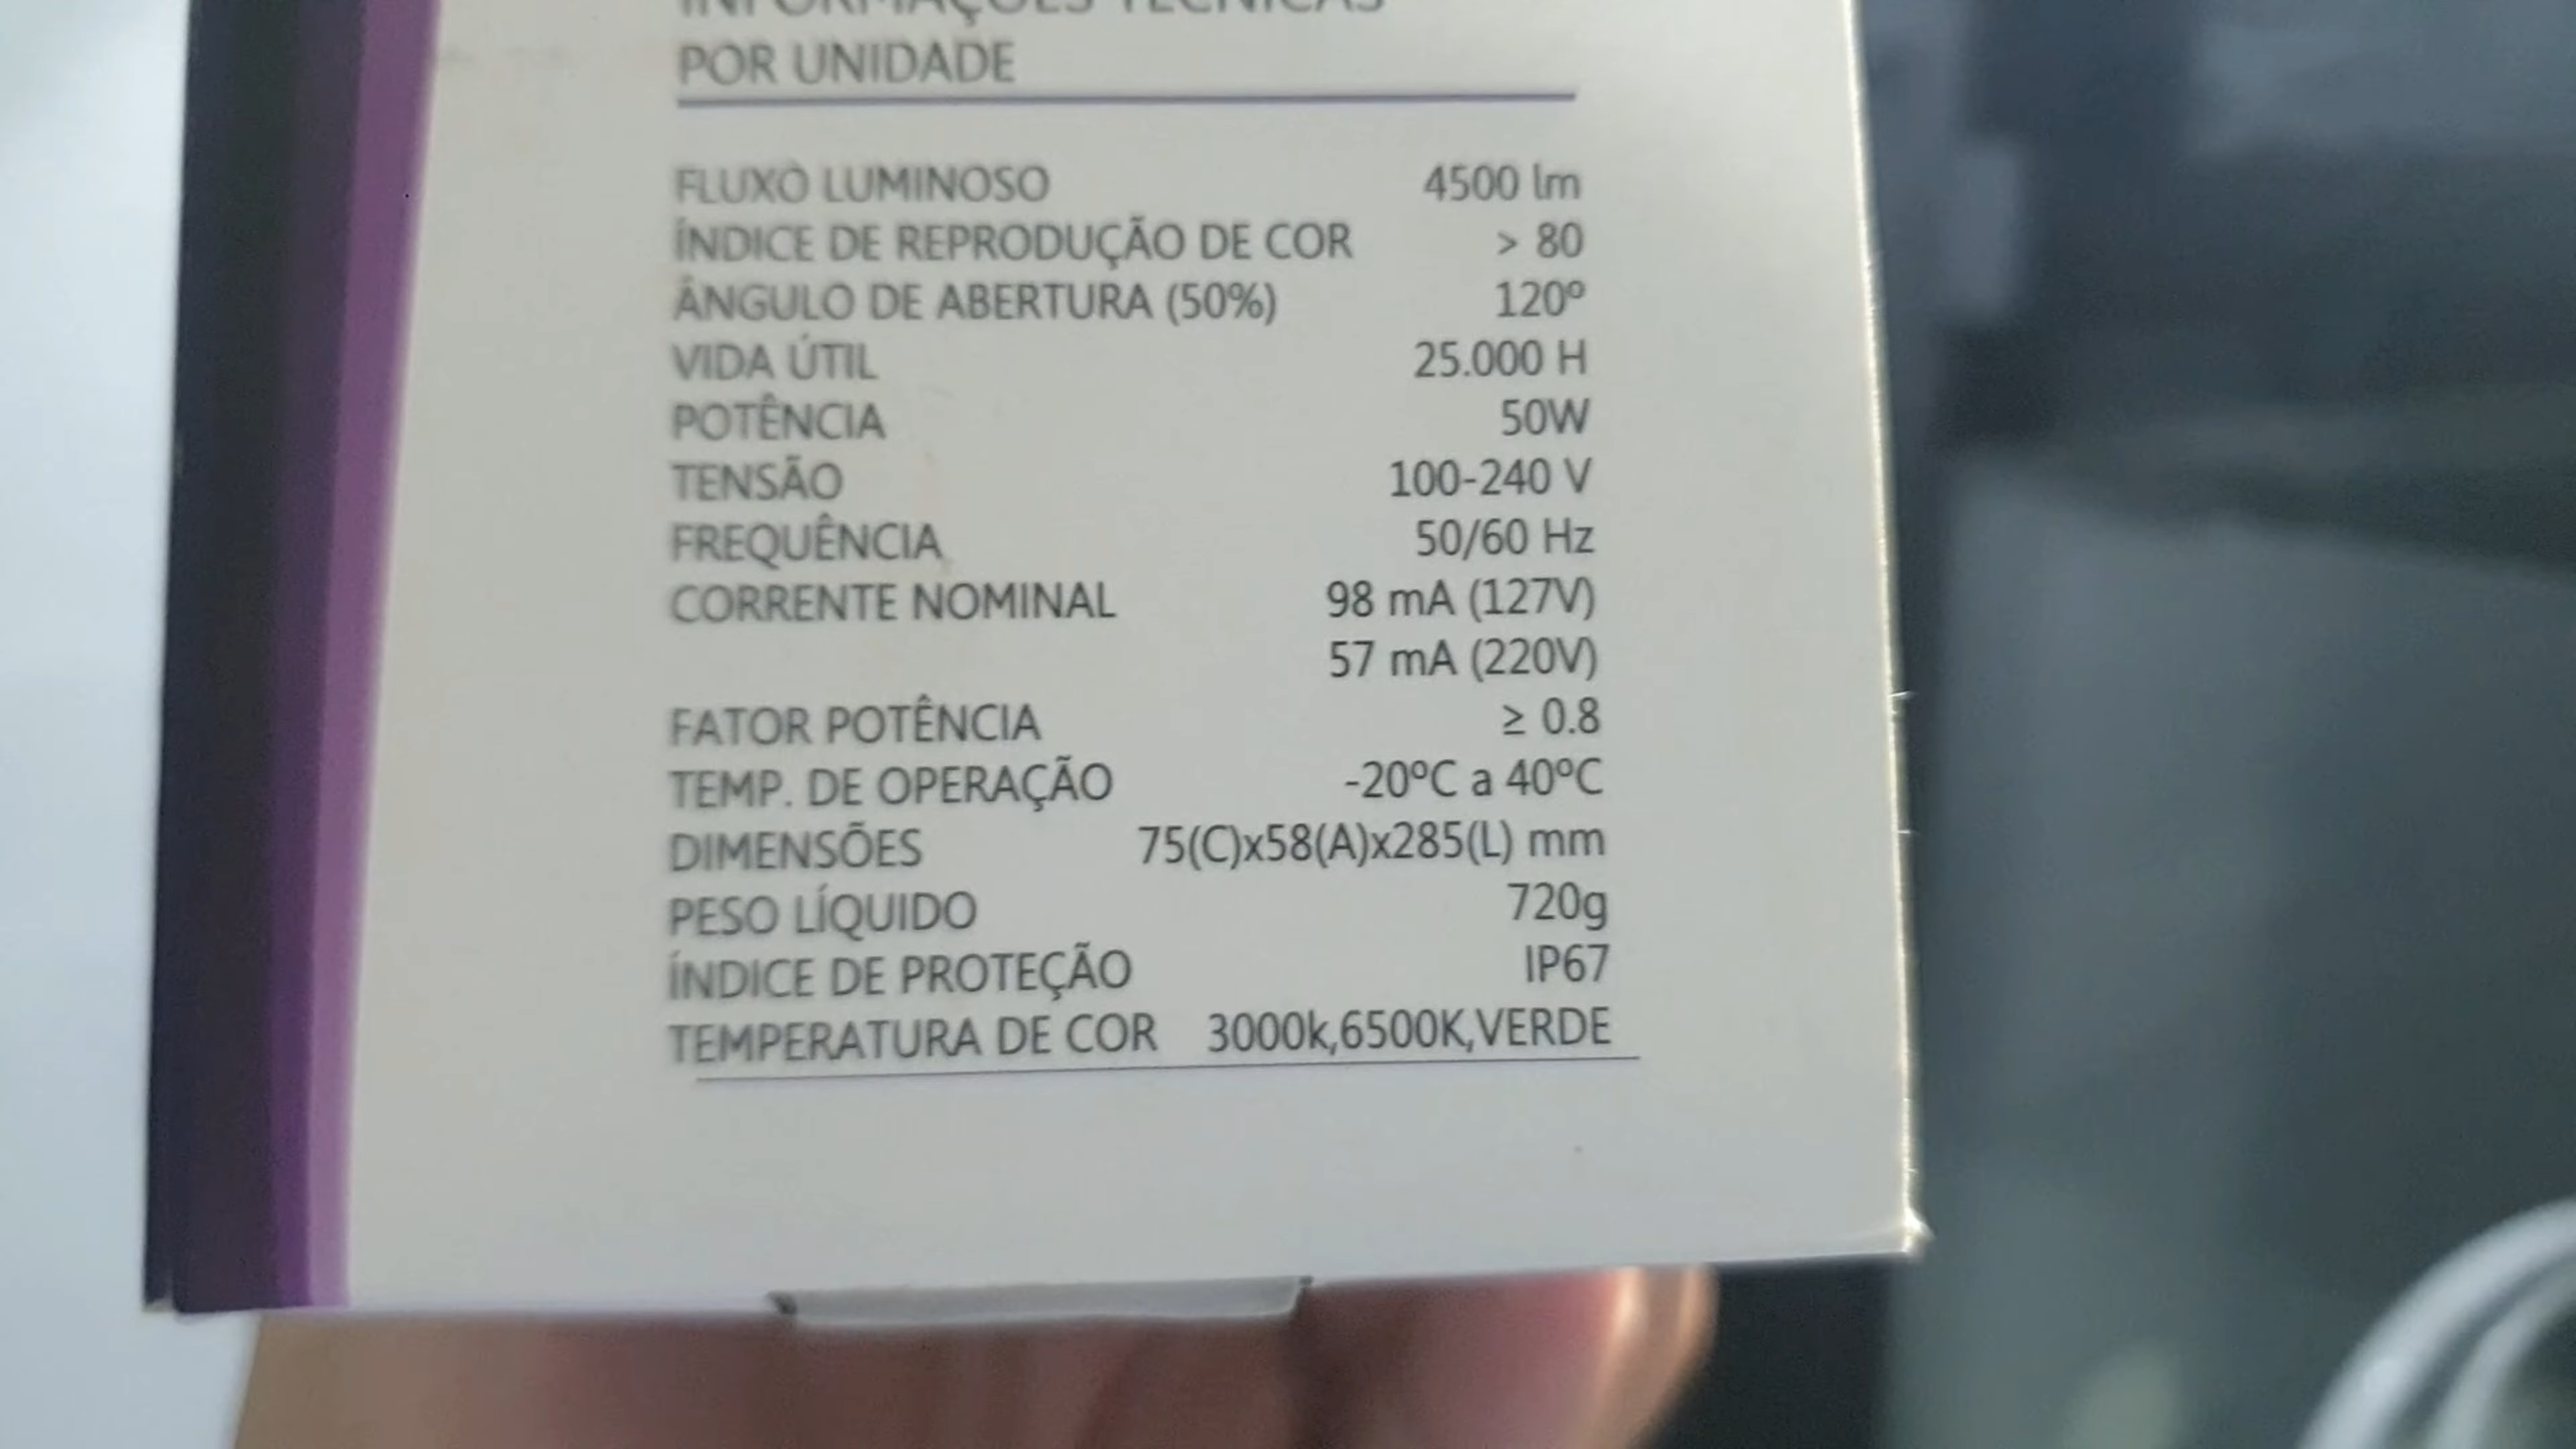 INFORMAÇÕES TÉCNICAS
POR UNIDADE
FLUXO LUMINOSO 4500 lm
ÍNDICE DE REPRODUÇÃO DE COR > 80
ÂNGULO DE ABERTURA (50%) 120º
VIDA ÚTIL 25.000 H
POTÊNCIA 50W
TENSÃO 100-240 V
FREQUÊNCIA 50/60 Hz
CORRENTE NOMINAL 98 mA (127V)
57 mA (220V)
FATOR POTÊNCIA ≥ 0.8
TEMP. DE OPERAÇÃO -20ºC a 40ºC
DIMENSÕES 75(C)x58(A)x285(L) mm
PESO LÍQUIDO 720g
ÍNDICE DE PROTEÇÃO IP67
TEMPERATURA DE COR 3000k,6500K,VERDE